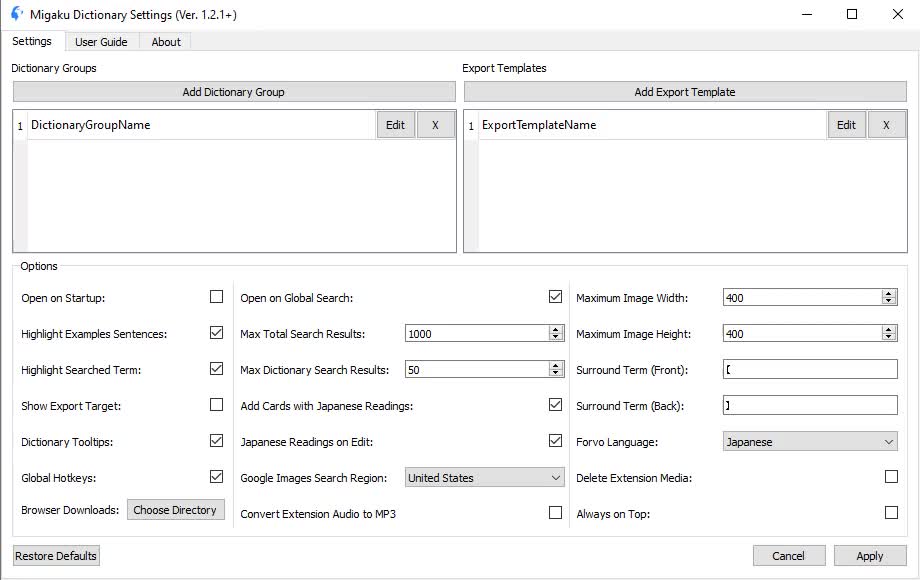 Migaku Dictionary Settings (Ver. 1.2.1+)
Settings User Guide About
Dictionary Groups Export Templates
Add Dictionary Group Add Export Template
1 DictionaryGroupName Edit X 1 ExportTemplateName Edit X
Options
Open on Startup: Open on Global Search: Maximum Image Width: 400
Highlight Examples Sentences: Max Total Search Results: 1000 Maximum Image Height: 400
Highlight Searched Term: Max Dictionary Search Results: 50 Surround Term (Front): 【
Show Export Target: Add Cards with Japanese Readings: Surround Term (Back): 】
Dictionary Tooltips: Japanese Readings on Edit: Forvo Language: Japanese
Global Hotkeys: Google Images Search Region: United States Delete Extension Media:
Browser Downloads: Choose Directory Convert Extension Audio to MP3 Always on Top:
Restore Defaults Cancel Apply